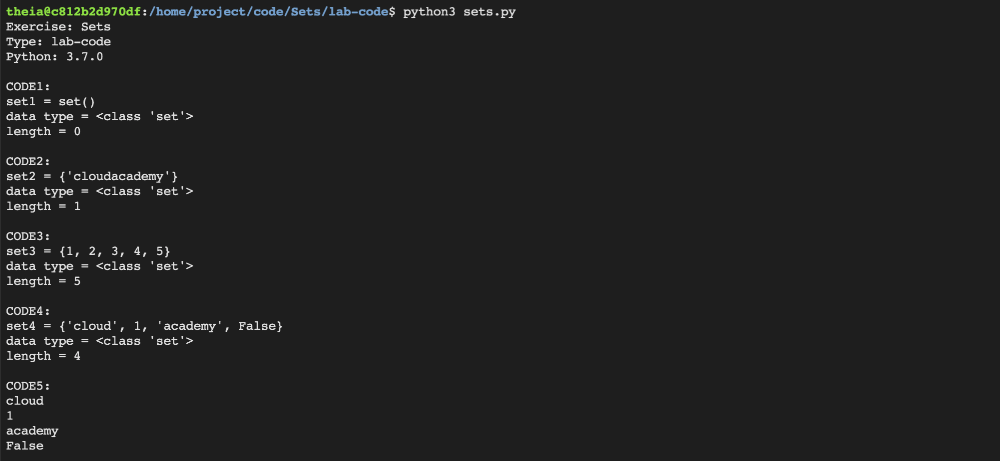 theia@c812b2d970df:/home/project/code/Sets/lab-code$ python3 sets.py
Exercise: Sets
Type: lab-code
Python: 3.7.0
CODE1:
set1 = set()
data type = <class 'set'>
length = 0
CODE2:
set2 = {'cloudacademy'}
data type = <class 'set'>
length = 1
CODE3:
set3 = {1, 2, 3, 4, 5}
data type = <class 'set'>
length = 5
CODE4:
set4 = {'cloud', 1, 'academy', False}
data type = <class 'set'>
length = 4
CODE5:
cloud
1
academy
False